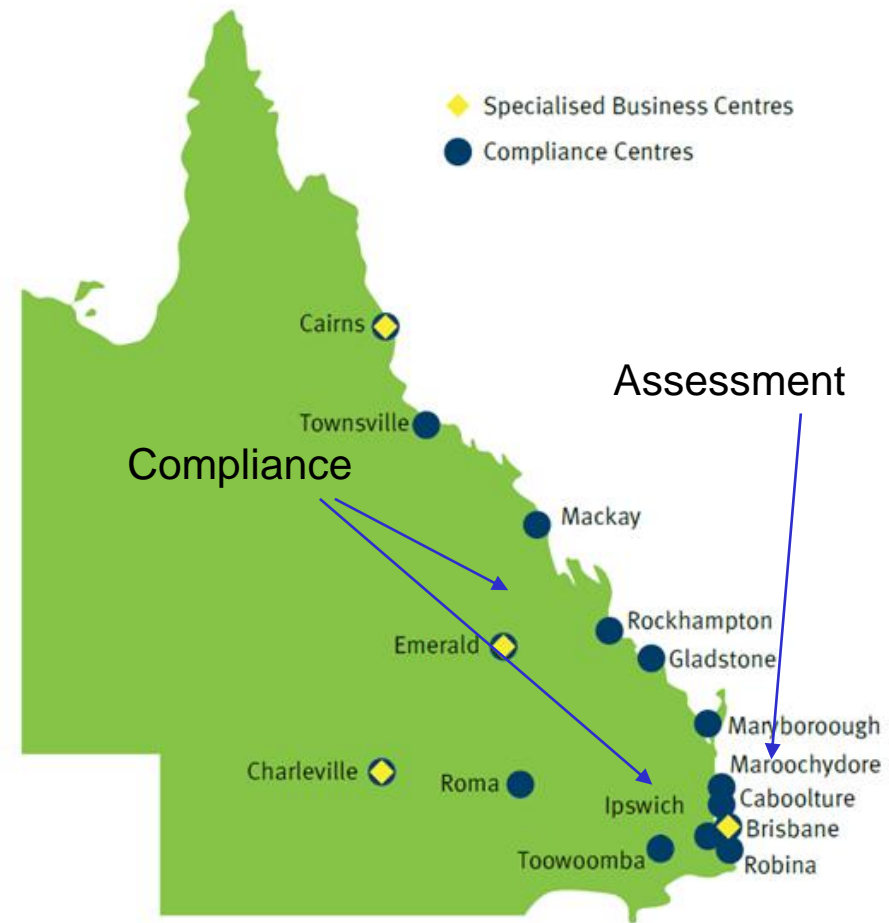 Specialised Business Centres
Compliance Centres
Cairns
Assessment
Townsville
Compliance
Mackay
Rockhampton
Emerald
Gladstone
Maryboroough
Maroochydore
Charleville
Roma
Ipswich
Caboolture
Brisbane
Toowoomba
Robina